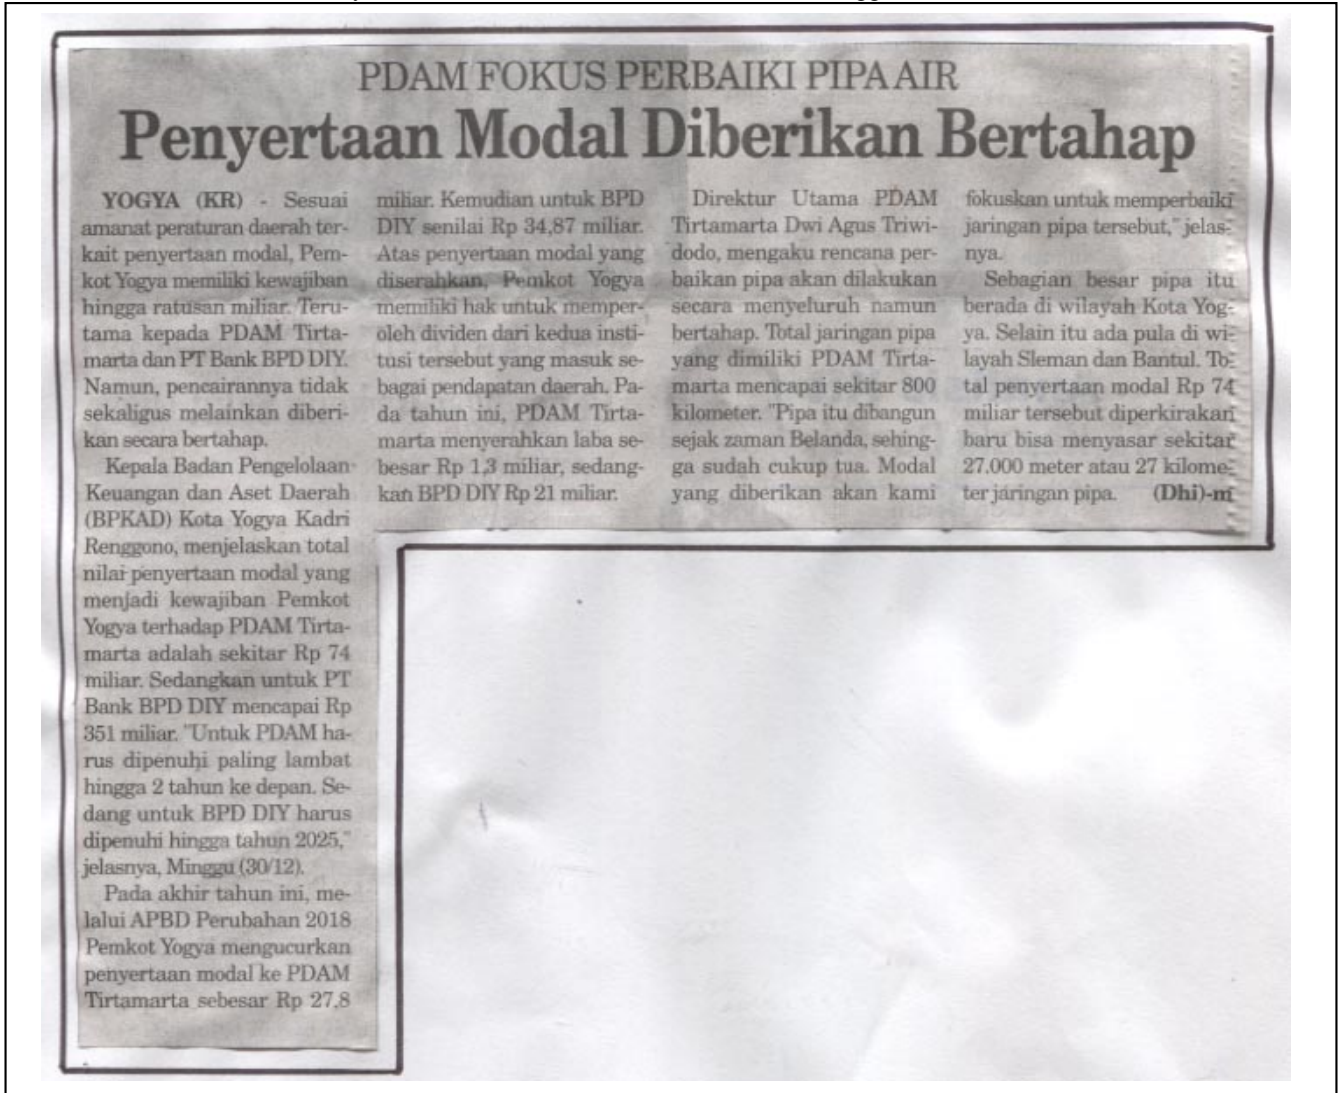 PDAM FOKUS PERBAIKI PIPA AIR
Penyertaan Modal Diberikan Bertahap
YOGYA (KR) - Sesuai
amanat peraturan daerah ter-
kait penyertaan modal, Pem-
kot Yogya memiliki kewajiban
hingga ratusan miliar. Teru-
tama kepada PDAM Tirta-
marta dan PT Bank BPD DIY.
Namun, pencairannya tidak
sekaligus melainkan diberi-
kan secara bertahap.
Kepala Badan Pengelolaan
Keuangan dan Aset Daerah
(BPKAD) Kota Yogya Kadri
Renggono, menjelaskan total
nilai penyertaan modal yang
menjadi kewajiban Pemkot
Yogya terhadap PDAM Tirta-
marta adalah sekitar Rp 74
miliar. Sedangkan untuk PT
Bank BPD DIY mencapai Rp
351 miliar. "Untuk PDAM ha-
rus dipenuhi paling lambat
hingga 2 tahun ke depan. Se-
dang untuk BPD DIY harus
dipenuhi hingga tahun 2025,"
jelasnya, Minggu (30/12).
Pada akhir tahun ini, me-
lalui APBD Perubahan 2018
Pemkot Yogya mengucurkan
penyertaan modal ke PDAM
Tirtamarta sebesar Rp 27,8
miliar. Kemudian untuk BPD
DIY senilai Rp 34,87 miliar.
Atas penyertaan modal yang
diserahkan, Pemkot Yogya
memiliki hak untuk memper-
oleh dividen dari kedua insti-
tusi tersebut yang masuk se-
bagai pendapatan daerah. Pa-
da tahun ini, PDAM Tirta-
marta menyerahkan laba se-
besar Rp 1,3 miliar, sedang-
kan BPD DIY Rp 21 miliar.
Direktur Utama PDAM
Tirtamarta Dwi Agus Triwi-
dodo, mengaku rencana per-
baikan pipa akan dilakukan
secara menyeluruh namun
bertahap. Total jaringan pipa
yang dimiliki PDAM Tirta-
marta mencapai sekitar 800
kilometer. "Pipa itu dibangun
sejak zaman Belanda, sehing-
ga sudah cukup tua. Modal
yang diberikan akan kami
fokuskan untuk memperbaiki
jaringan pipa tersebut," jelas-
nya.
Sebagian besar pipa itu
berada di wilayah Kota Yog-
ya. Selain itu ada pula di wi-
layah Sleman dan Bantul. To-
tal penyertaan modal Rp 74
miliar tersebut diperkirakan
baru bisa menyasar sekitar
27.000 meter atau 27 kilome-
ter jaringan pipa. (Dhi)-m